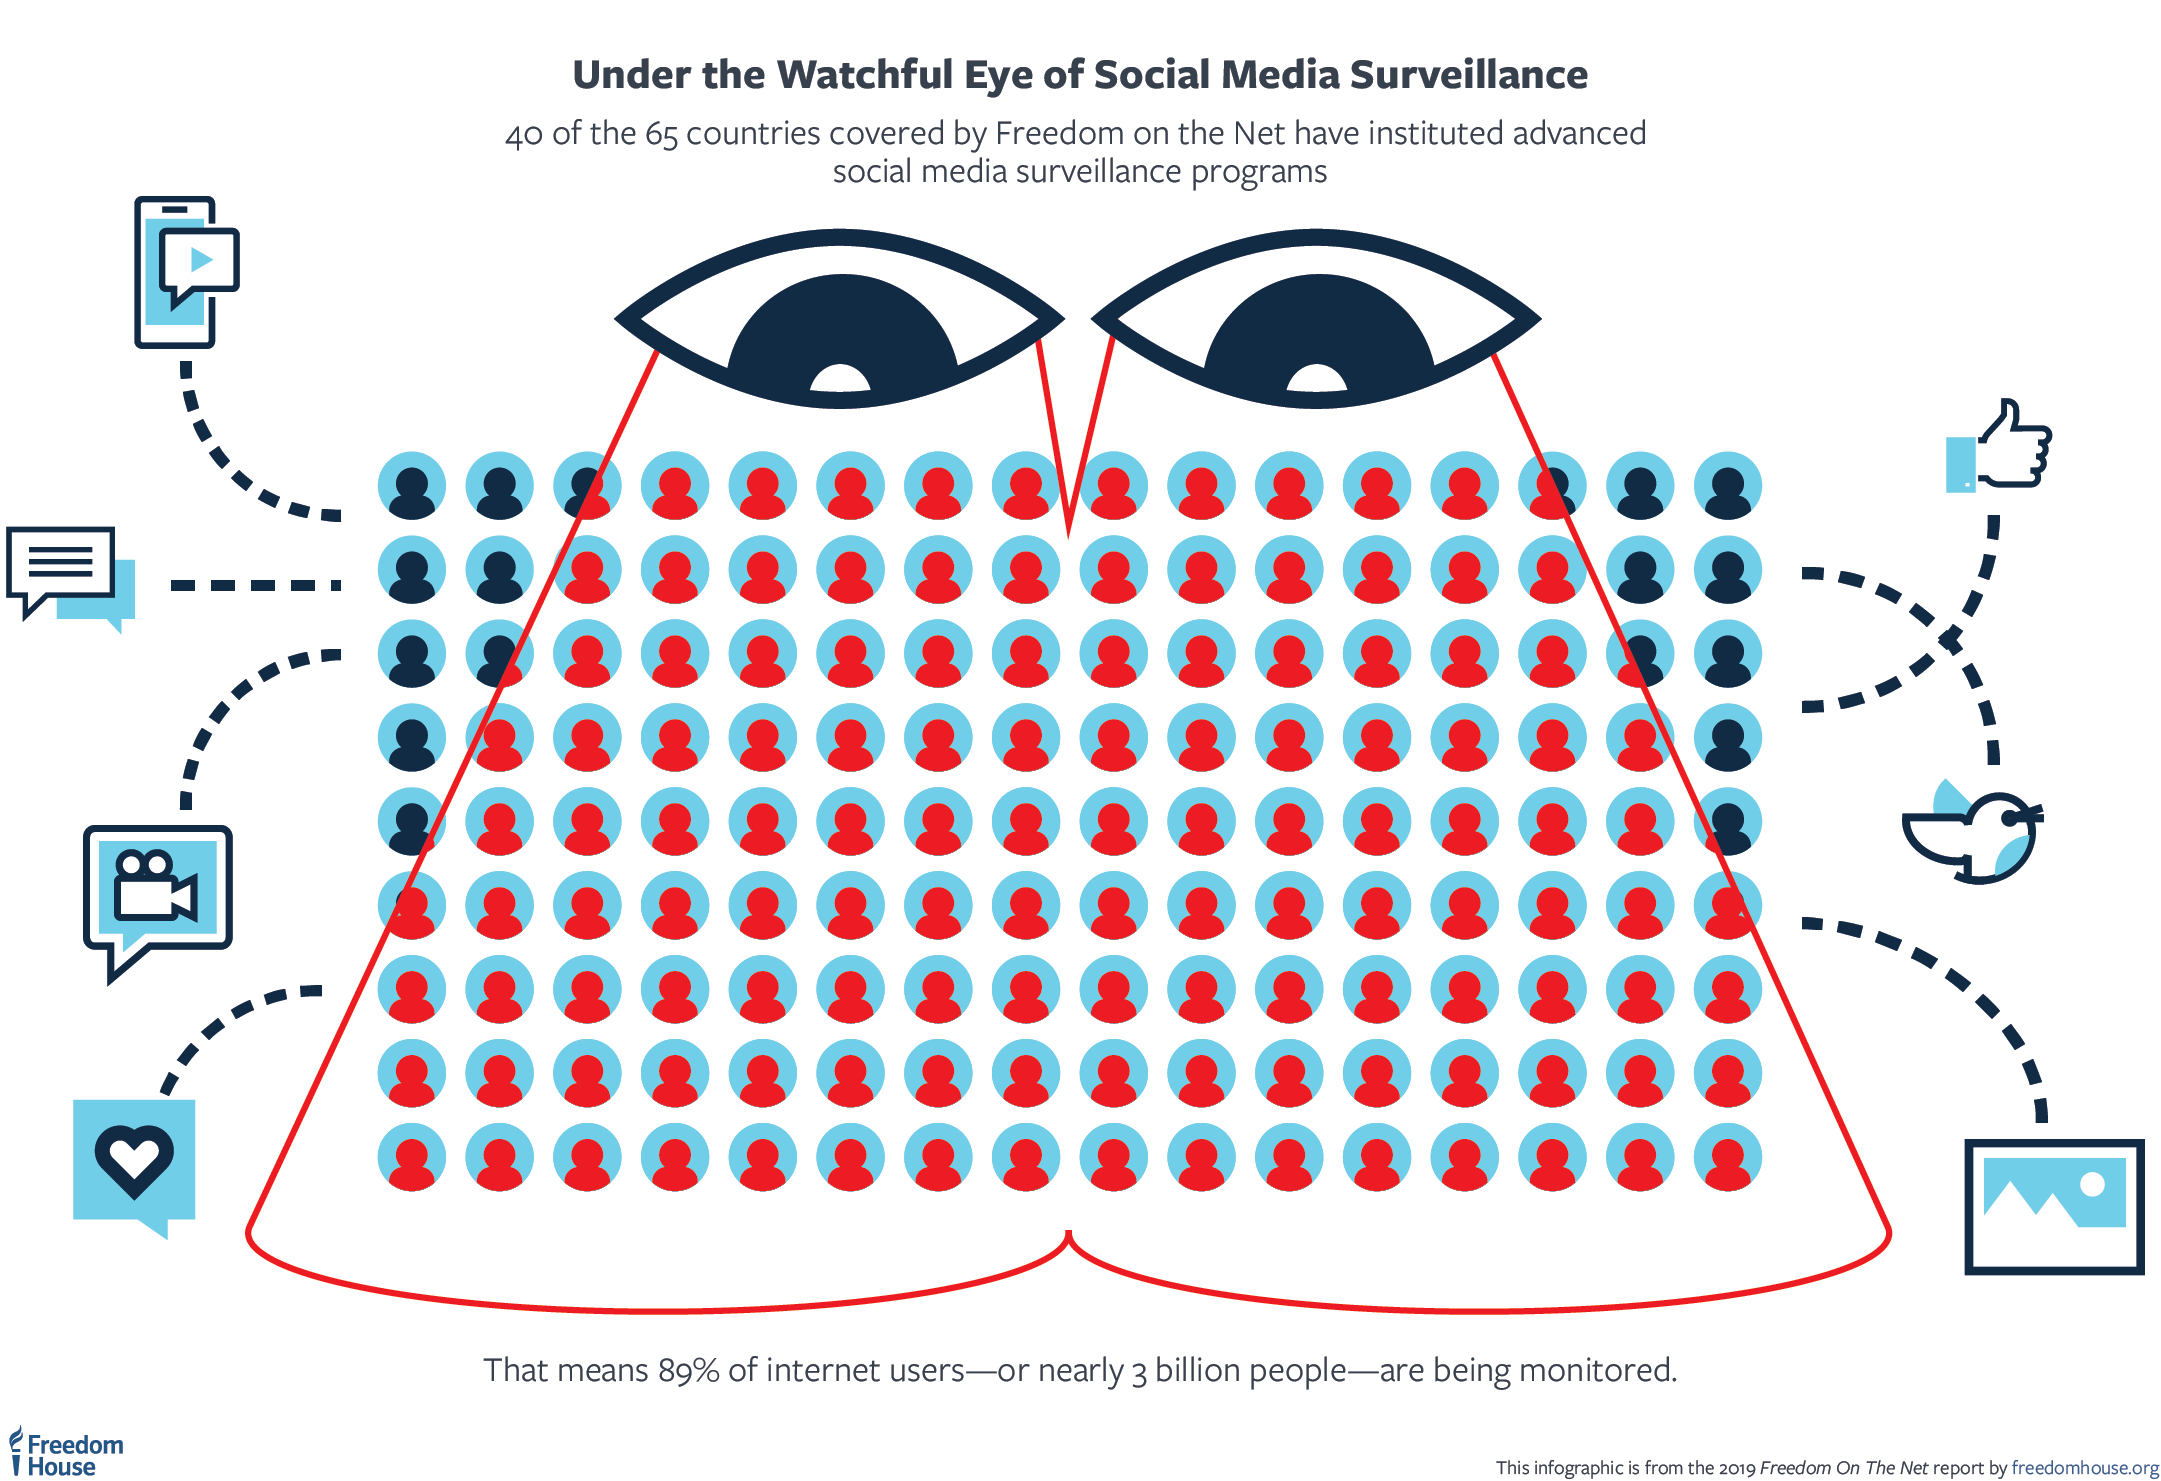 Under the Watchful Eye of Social Media Surveillance
40 of the 65 countries covered by Freedom on the Net have instituted advanced
social media surveillance programs
That means 89% of internet users—or nearly 3 billion people—are being monitored.
Freedom
House
This infographic is from the 2019 Freedom On The Net report by freedomhouse.org